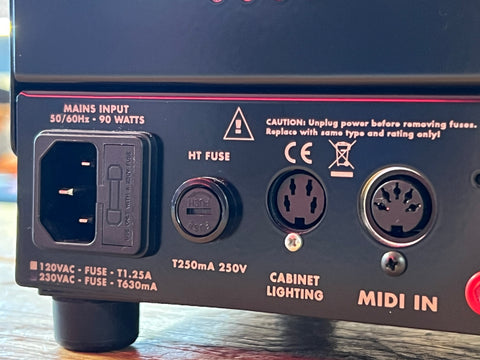 MAINS INPUT
50/60Hz - 90 WATTS
CAUTION: Unplug power before removing fuses.
Replace with same type and rating only!
HT FUSE
T250mA 250V
CABINET
LIGHTING
MIDI IN
120VAC - FUSE - T1.25A
230VAC - FUSE - T630mA